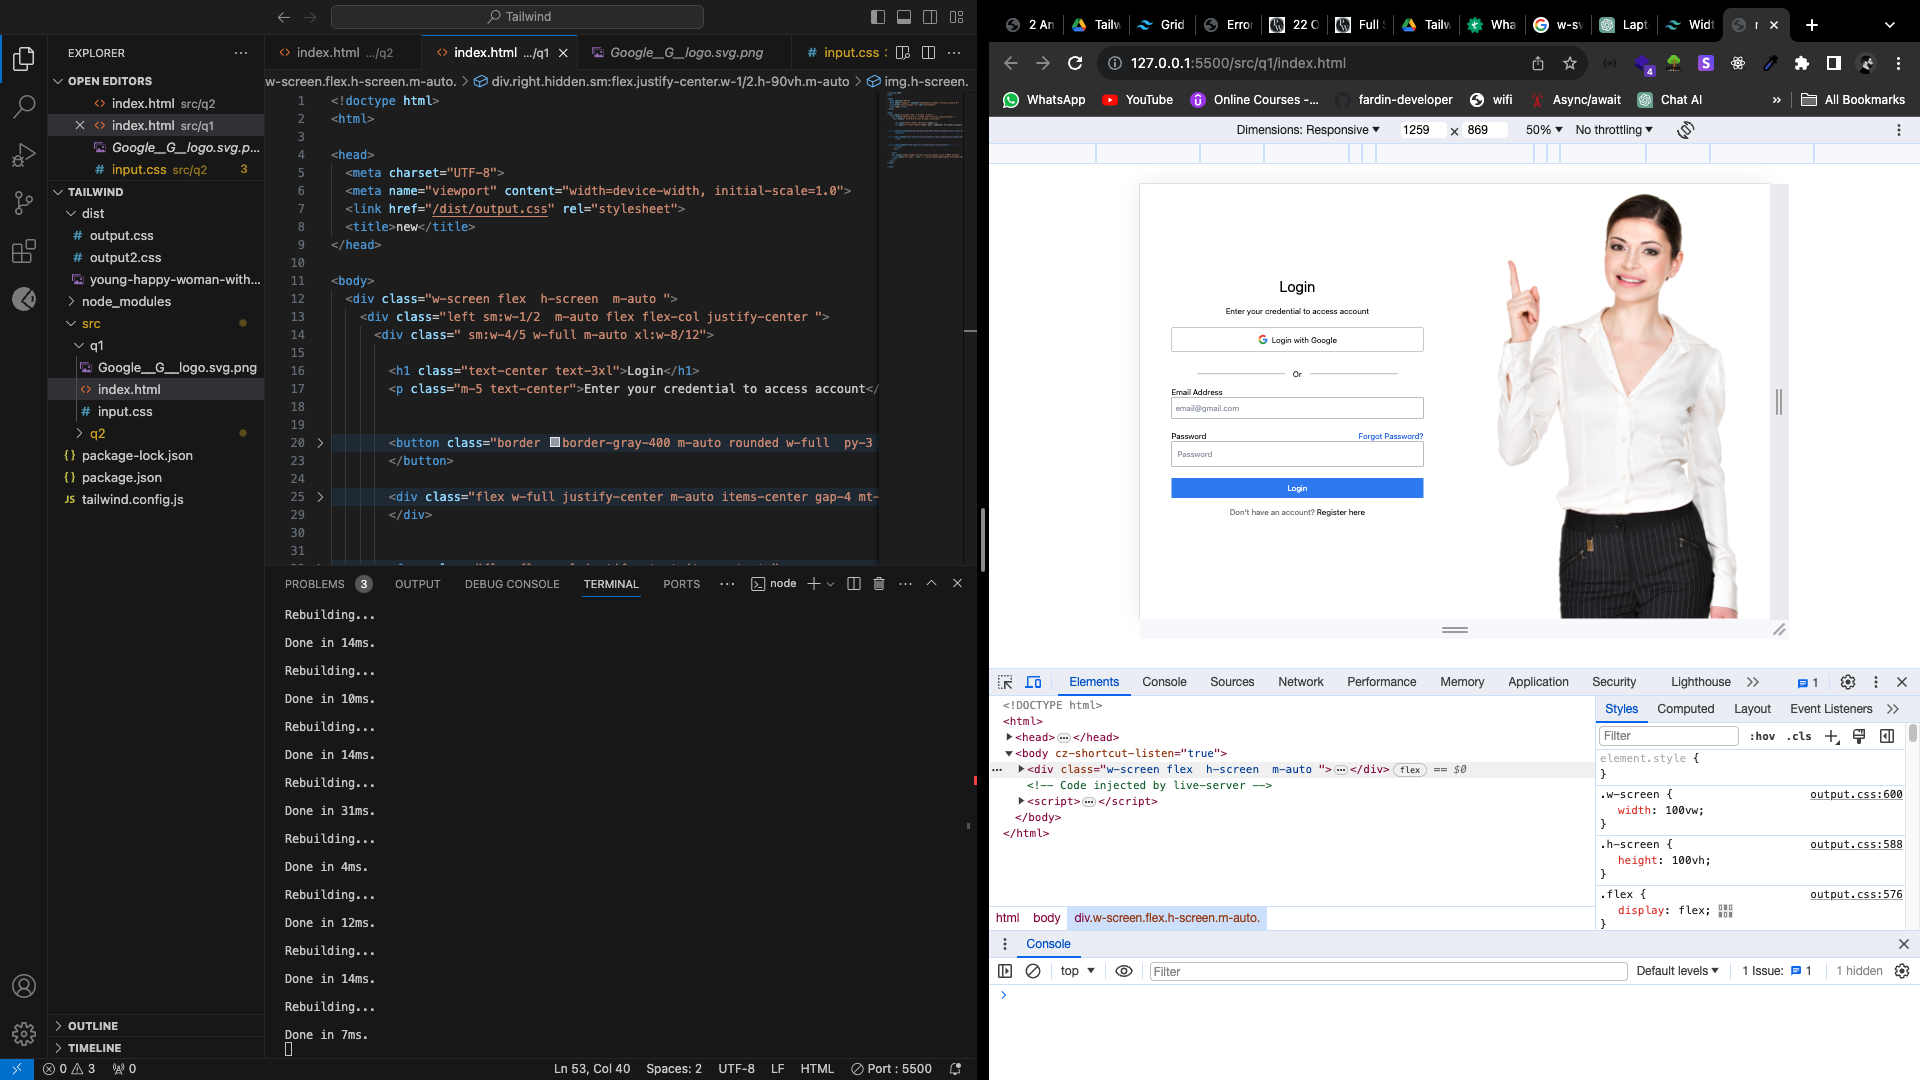 Tailwind
EXPLORER
OPEN EDITORS
index.html src/q2
index.html src/q1
Google__G__logo.svg.p...
input.css src/q2 3
TAILWIND
dist
output.css
output2.css
young-happy-woman-with...
node_modules
src
q1
Google__G__logo.svg.png
index.html
input.css
q2
package-lock.json
package.json
JS tailwind.config.js
OUTLINE
TIMELINE
index.html .../q2
index.html .../q1
Google__G__logo.svg.png
input.css 3
w-screen.flex.h-screen.m-auto. > div.right.hidden.sm:flex.justify-center.w-1/2.h-90vh.m-auto > img.h-screen.
1 <!doctype html>
2 <html>
3
4 <head>
5 <meta charset="UTF-8">
6 <meta name="viewport" content="width=device-width, initial-scale=1.0">
7 <link href="/dist/output.css" rel="stylesheet">
8 <title>new</title>
9 </head>
10
11 <body>
12 <div class="w-screen flex  h-screen  m-auto ">
13 <div class="left sm:w-1/2  m-auto flex flex-col justify-center ">
14 <div class=" sm:w-4/5 w-full m-auto xl:w-8/12">
15
16 <h1 class="text-center text-3xl">Login</h1>
17 <p class="m-5 text-center">Enter your credential to access account</
18
19
20 <button class="border border-gray-400 m-auto rounded w-full  py-3
23 </button>
24
25 <div class="flex w-full justify-center m-auto items-center gap-4 mt-
29 </div>
30
31
PROBLEMS 3 OUTPUT DEBUG CONSOLE TERMINAL PORTS
node
Rebuilding...
Done in 14ms.
Rebuilding...
Done in 10ms.
Rebuilding...
Done in 14ms.
Rebuilding...
Done in 31ms.
Rebuilding...
Done in 4ms.
Rebuilding...
Done in 12ms.
Rebuilding...
Done in 14ms.
Rebuilding...
Done in 7ms.
0 3 0
Ln 53, Col 40 Spaces: 2 UTF-8 LF HTML Port : 5500
2 An Tailw Grid Erro 22 C Full Tailw Wha w-sv Lapt Widt
127.0.0.1:5500/src/q1/index.html
4
WhatsApp YouTube Online Courses -... fardin-developer wifi Async/await Chat AI » All Bookmarks
Dimensions: Responsive 1259 × 869 50% No throttling
Login
Enter your credential to access account
Login with Google
Or
Email Address
email@gmail.com
Password Forgot Password?
Password
Login
Don't have an account? Register here
Elements Console Sources Network Performance Memory Application Security Lighthouse 1
<!DOCTYPE html>
<html>
<head> … </head>
<body cz-shortcut-listen="true">
<div class="w-screen flex  h-screen  m-auto "> … </div> flex == $0
<!-- Code injected by live-server -->
<script> … </script>
</body>
</html>
html body div.w-screen.flex.h-screen.m-auto.
Styles Computed Layout Event Listeners
Filter :hov .cls
element.style {
}
.w-screen { output.css:600
width: 100vw;
}
.h-screen { output.css:588
height: 100vh;
}
.flex { output.css:576
display: flex;
}
Console
top Filter Default levels 1 Issue: 1 1 hidden